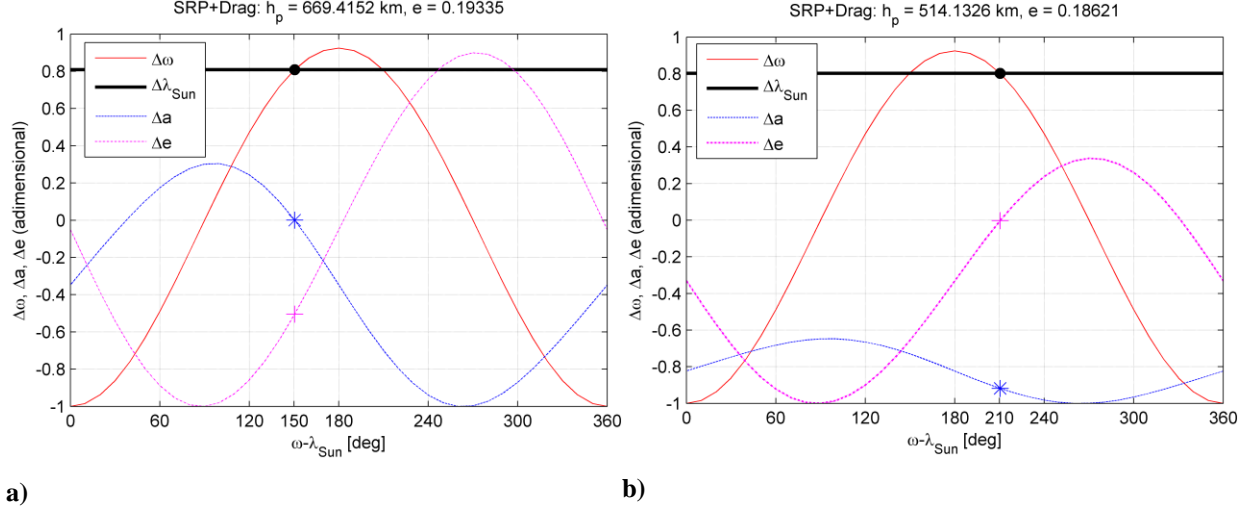 SRP+Drag: h_p = 669.4152 km, e = 0.19335
1
0.8
0.6
0.4
0.2
0
-0.2
-0.4
-0.6
-0.8
-1
Δω, Δa, Δe (adimensional)
Δω
Δλ_Sun
Δa
Δe
0 60 120 180 240 300 360
ω-λ_Sun [deg]
a)
SRP+Drag: h_p = 514.1326 km, e = 0.18621
1
0.8
0.6
0.4
0.2
0
-0.2
-0.4
-0.6
-0.8
-1
Δω, Δa, Δe (adimensional)
Δω
Δλ_Sun
Δa
Δe
0 60 120 180 240 300 360
ω-λ_Sun [deg]
b)